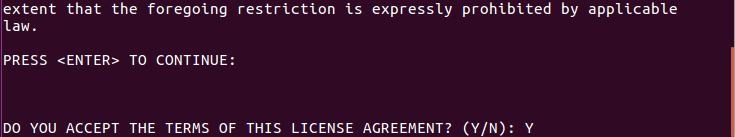 extent that the foregoing restriction is expressly prohibited by applicable
law.
PRESS <ENTER> TO CONTINUE:
DO YOU ACCEPT THE TERMS OF THIS LICENSE AGREEMENT? (Y/N): Y